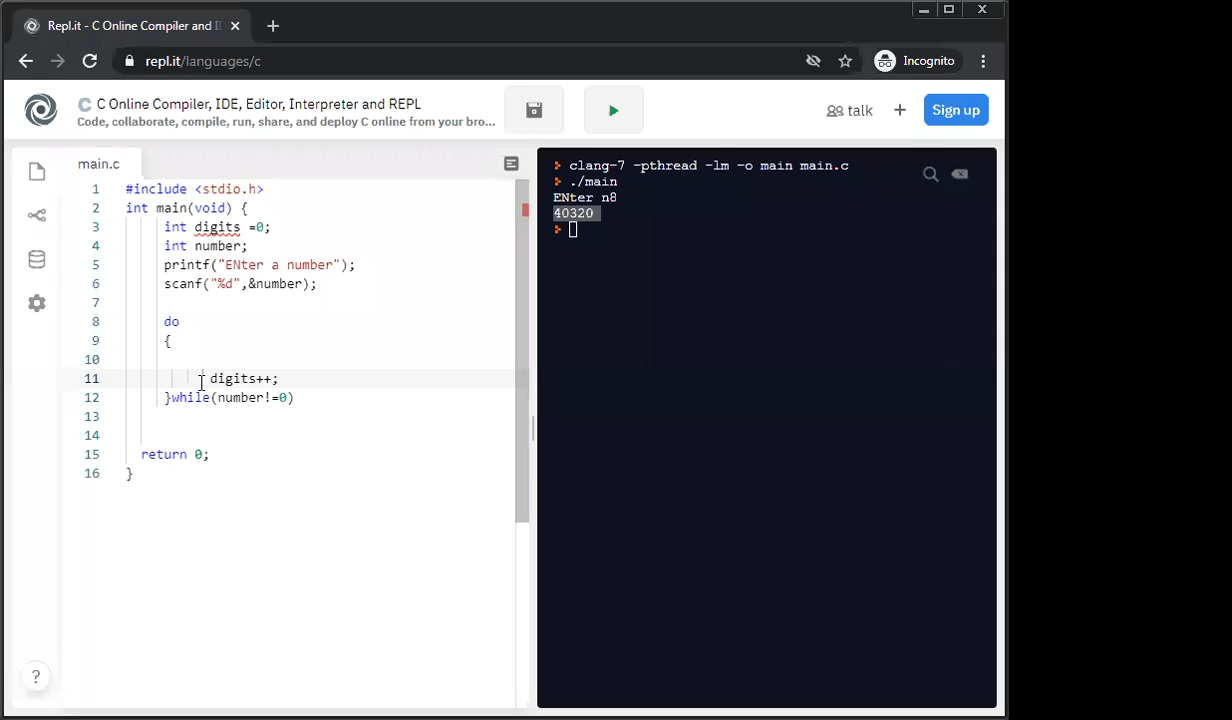 Repl.it - C Online Compiler and I
repl.it/languages/c
Incognito
C Online Compiler, IDE, Editor, Interpreter and REPL
Code, collaborate, compile, run, share, and deploy C online from your bro...
talk
Sign up
main.c
1 #include <stdio.h>
2 int main(void) {
3 int digits =0;
4 int number;
5 printf("ENter a number");
6 scanf("%d",&number);
7
8 do
9 {
10
11 digits++;
12 }while(number!=0)
13
14
15 return 0;
16 }
?
clang-7 -pthread -lm -o main main.c
./main
ENter n8
40320